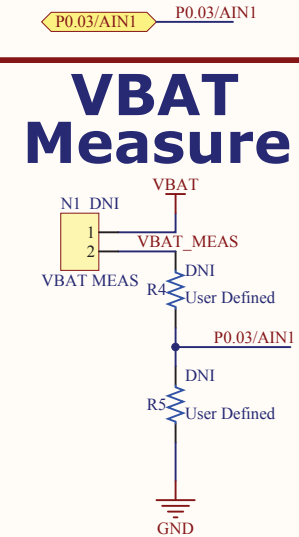 P0.03/AIN1 P0.03/AIN1
VBAT
Measure
VBAT
N1 DNI
1
2
VBAT_MEAS
VBAT MEAS
DNI
R4
User Defined
P0.03/AIN1
DNI
R5
User Defined
GND